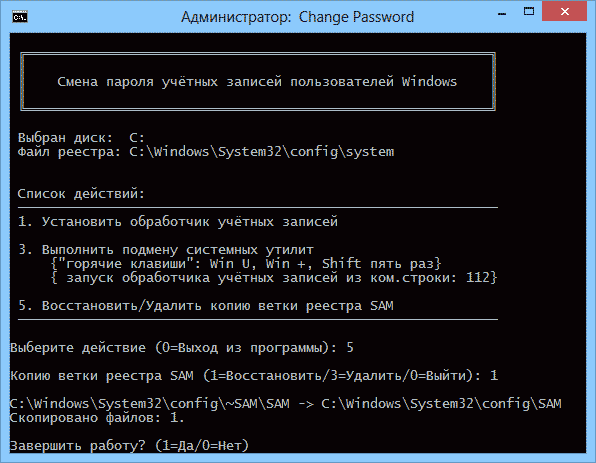 Администратор: Change Password
Смена пароля учётных записей пользователей Windows
Выбран диск: C:
Файл реестра: C:\Windows\System32\config\system
Список действий:
1. Установить обработчик учётных записей
3. Выполнить подмену системных утилит
{"горячие клавиши": Win U, Win +, Shift пять раз}
{ запуск обработчика учётных записей из ком.строки: 112}
5. Восстановить/Удалить копию ветки реестра SAM
Выберите действие (0=Выход из программы): 5
Копию ветки реестра SAM (1=Восстановить/3=Удалить/0=Выйти): 1
C:\Windows\System32\config\~SAM\SAM -> C:\Windows\System32\config\SAM
Скопировано файлов: 1.
Завершить работу? (1=Да/0=Нет)